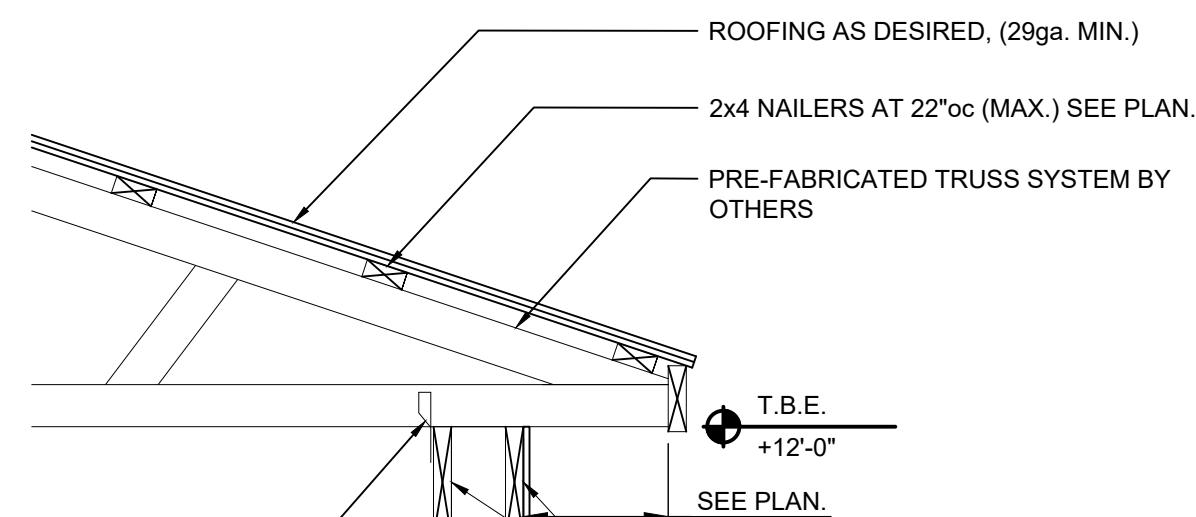 ROOFING AS DESIRED, (29ga. MIN.)
2x4 NAILERS AT 22"oc (MAX.) SEE PLAN.
PRE-FABRICATED TRUSS SYSTEM BY
OTHERS
T.B.E.
+12'-0"
SEE PLAN.